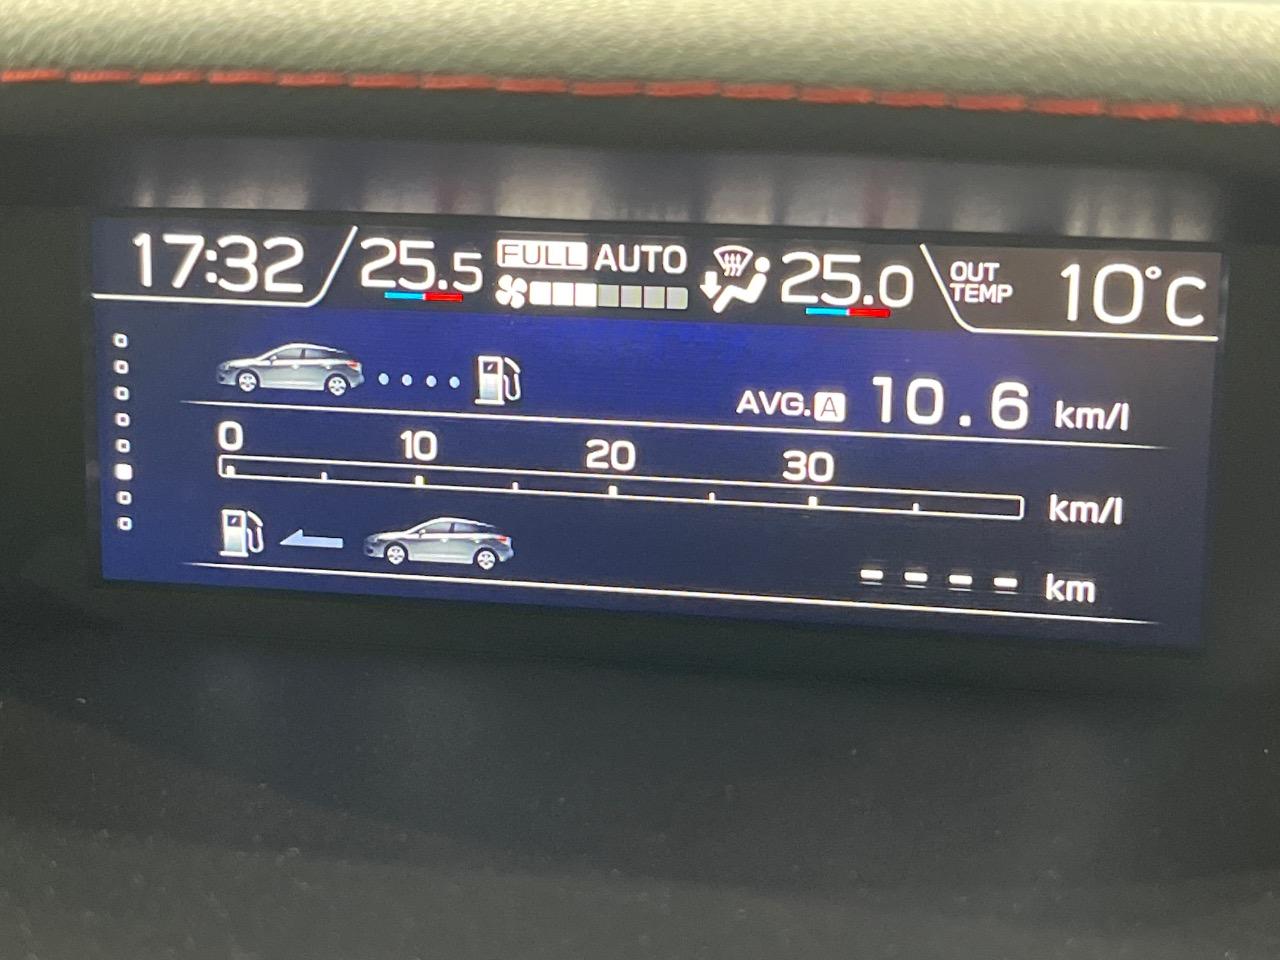 17:32 25.5 FULL AUTO 25.0 OUT TEMP 10°C
AVG.A 10.6 km/l
0 10 20 30
km/l
---- km